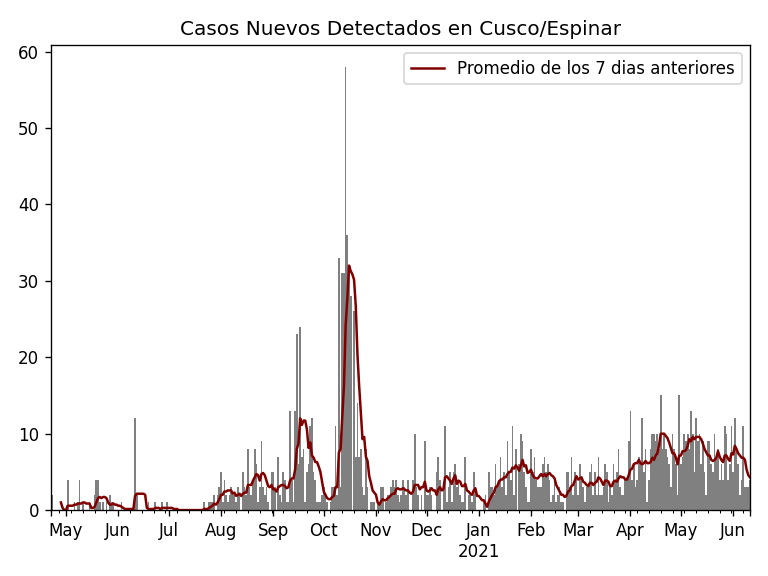 Casos Nuevos Detectados en Cusco/Espinar
Promedio de los 7 dias anteriores
60
50
40
30
20
10
0
May Jun Jul Aug Sep Oct Nov Dec Jan Feb Mar Apr May Jun
2021